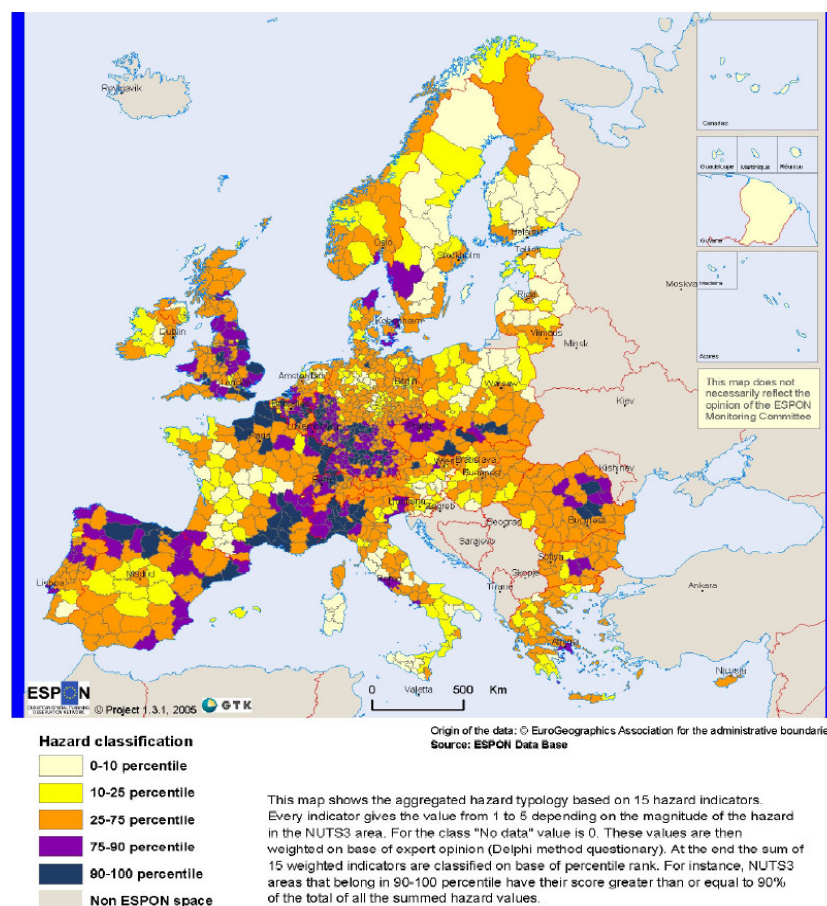 Reykjavik
Canarias
Guadeloupe
Martinique
Réunion
Guyane
Madeira
Acores
Oslo
Helsinki
Stockholm
Tallinn
Riga
Moskva
Dublin
København
Vilnius
Minsk
London
Amsterdam
Berlin
Warsaw
Kiev
This map does not
necessarily reflect the
opinion of the ESPON
Monitoring Committee
Luxembourg
Paris
Praha
Wien
Bratislava
Budapest
Kishinev
Bern
Ljubljana
Zagreb
Beograd
Bucuresti
Sarajevo
Sofiya
Skopje
Tirane
Ankara
Lisboa
Madrid
Roma
Athinai
Nicosia
Valetta
ESPON
© Project 1.3.1, 2005
GTK
0 500 Km
Origin of the data: © EuroGeographics Association for the administrative boundarie
Source: ESPON Data Base
Hazard classification
0-10 percentile
10-25 percentile
25-75 percentile
75-90 percentile
90-100 percentile
Non ESPON space
This map shows the aggregated hazard typology based on 15 hazard indicators.
Every indicator gives the value from 1 to 5 depending on the magnitude of the hazard
in the NUTS3 area. For the class "No data" value is 0. These values are then
weighted on base of expert opinion (Delphi method questionary). At the end the sum of
15 weighted indicators are classified on base of percentile rank. For instance, NUTS3
areas that belong in 90-100 percentile have their score greater than or equal to 90%
of the total of all the summed hazard values.